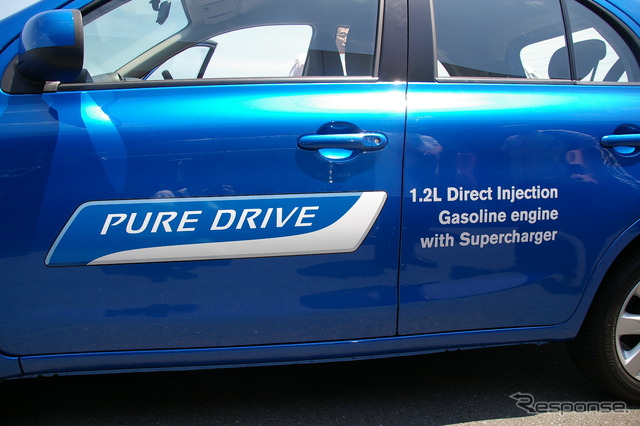 PURE DRIVE
1.2L Direct Injection
Gasoline engine
with Supercharger
Response.